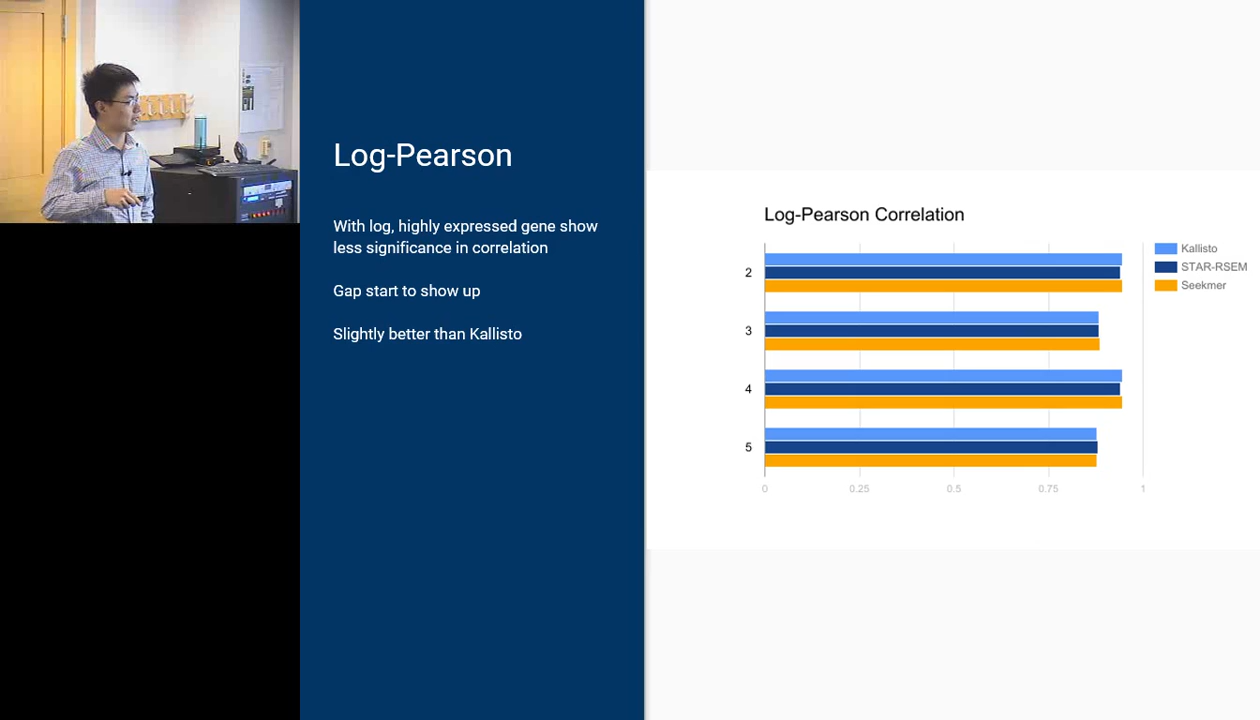 Log-Pearson
With log, highly expressed gene show
less significance in correlation
Gap start to show up
Slightly better than Kallisto
Log-Pearson Correlation
Kallisto
STAR-RSEM
Seekmer
2
3
4
5
0 0.25 0.5 0.75 1